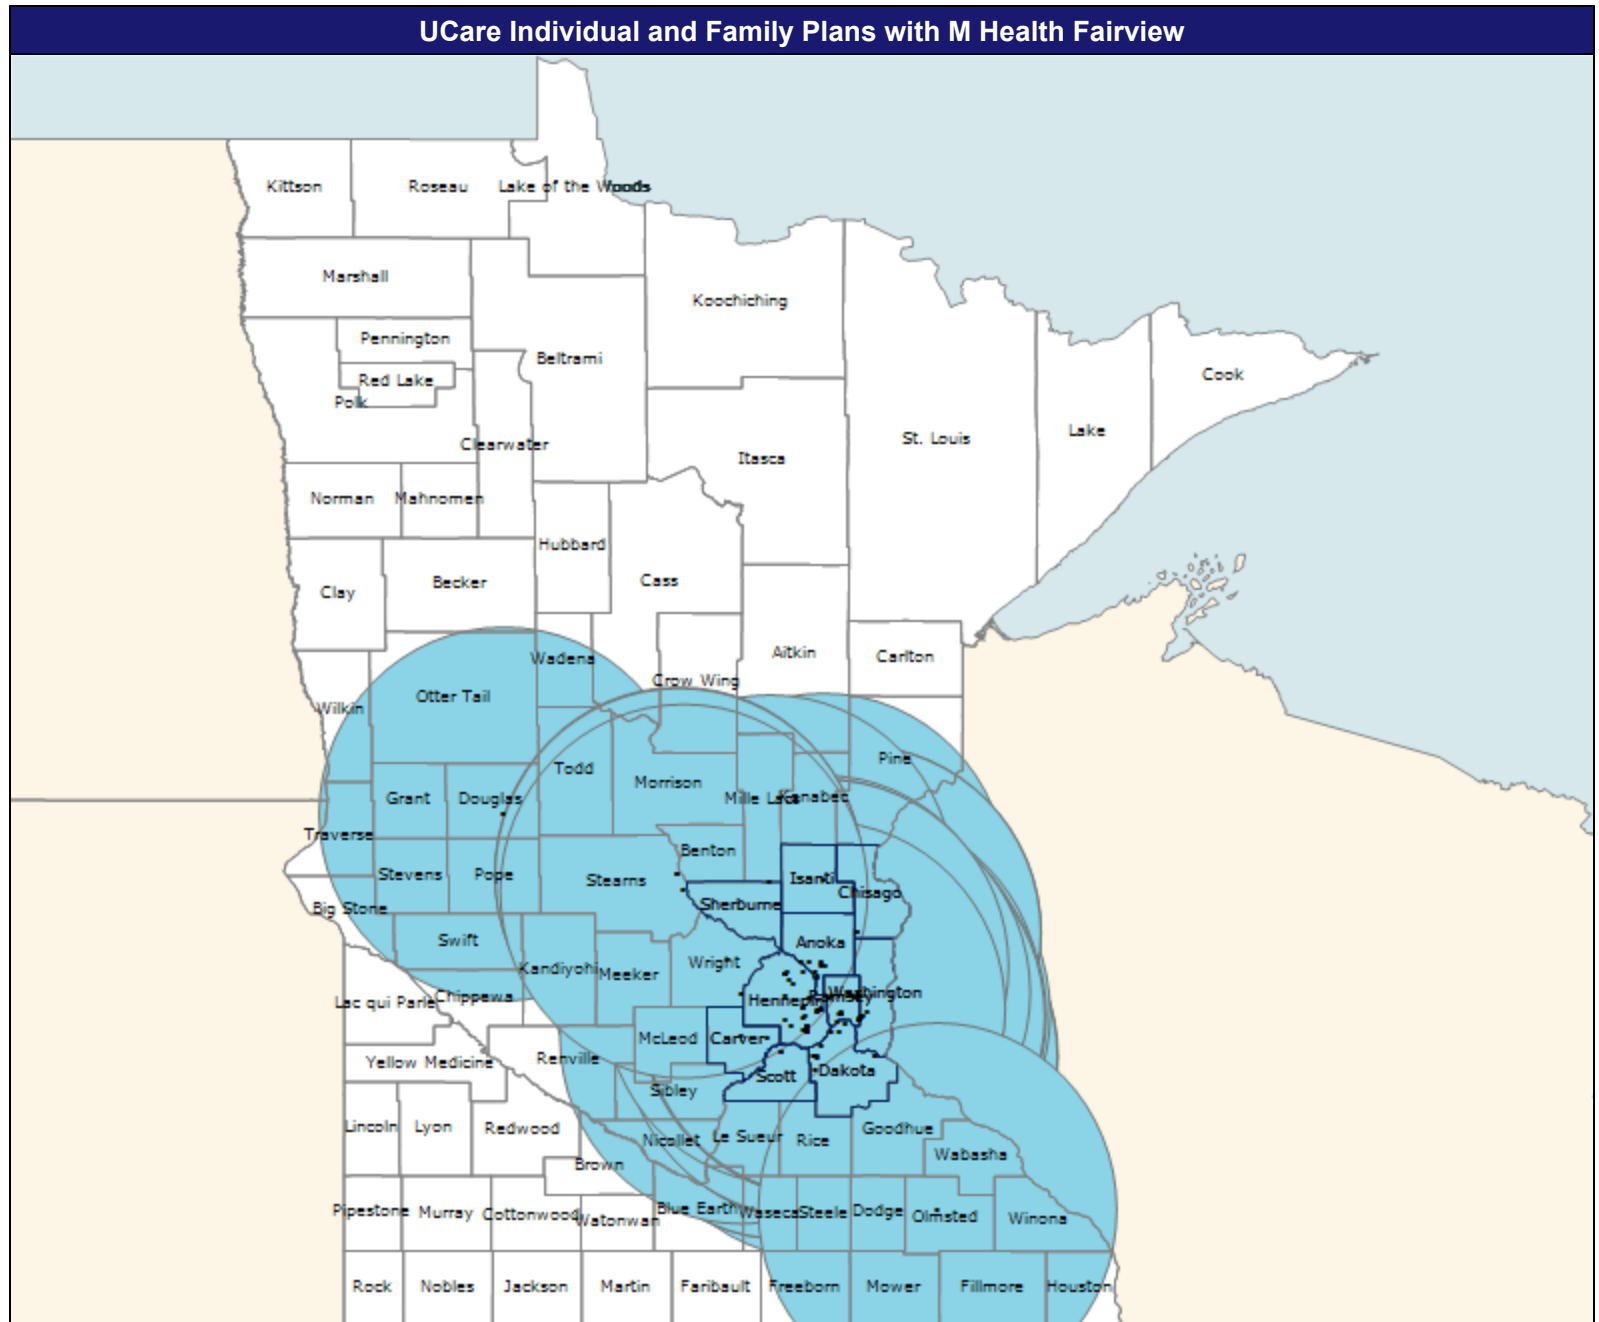 UCare Individual and Family Plans with M Health Fairview
Kittson
Roseau
Lake of the Woods
Marshall
Koochiching
Pennington
Beltrami
Red Lake
Polk
Cook
Clearwater
St. Louis
Lake
Itasca
Norman
Mahnomen
Hubbard
Clay
Becker
Cass
Wadena
Aitkin
Carlton
Crow Wing
Otter Tail
Wilkin
Pine
Todd
Morrison
Grant
Douglas
Mille Lacs
Kanabec
Traverse
Benton
Stevens
Pope
Stearns
Isanti
Chisago
Big Stone
Sherburne
Swift
Anoka
Wright
Kandiyohi
Meeker
Lac qui Parle
Chippewa
Hennepin
Ramsey
Washington
McLeod
Carver
Yellow Medicine
Renville
Scott
Dakota
Sibley
Lincoln
Lyon
Redwood
Nicollet
Le Sueur
Rice
Goodhue
Wabasha
Brown
Pipestone
Murray
Cottonwood
Watonwan
Blue Earth
Waseca
Steele
Dodge
Olmsted
Winona
Rock
Nobles
Jackson
Martin
Faribault
Freeborn
Mower
Fillmore
Houston